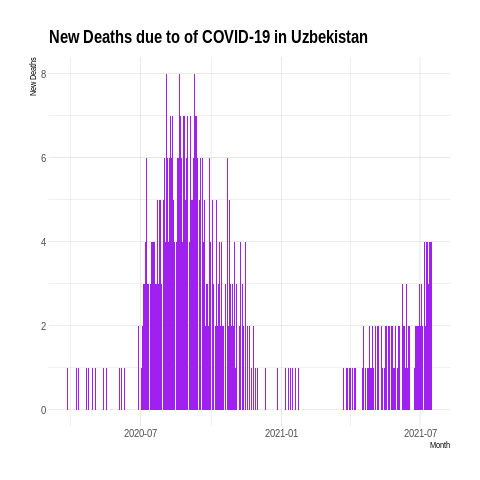 New Deaths due to of COVID-19 in Uzbekistan
New Deaths
8
6
4
2
0
2020-07
2021-01
2021-07
Month